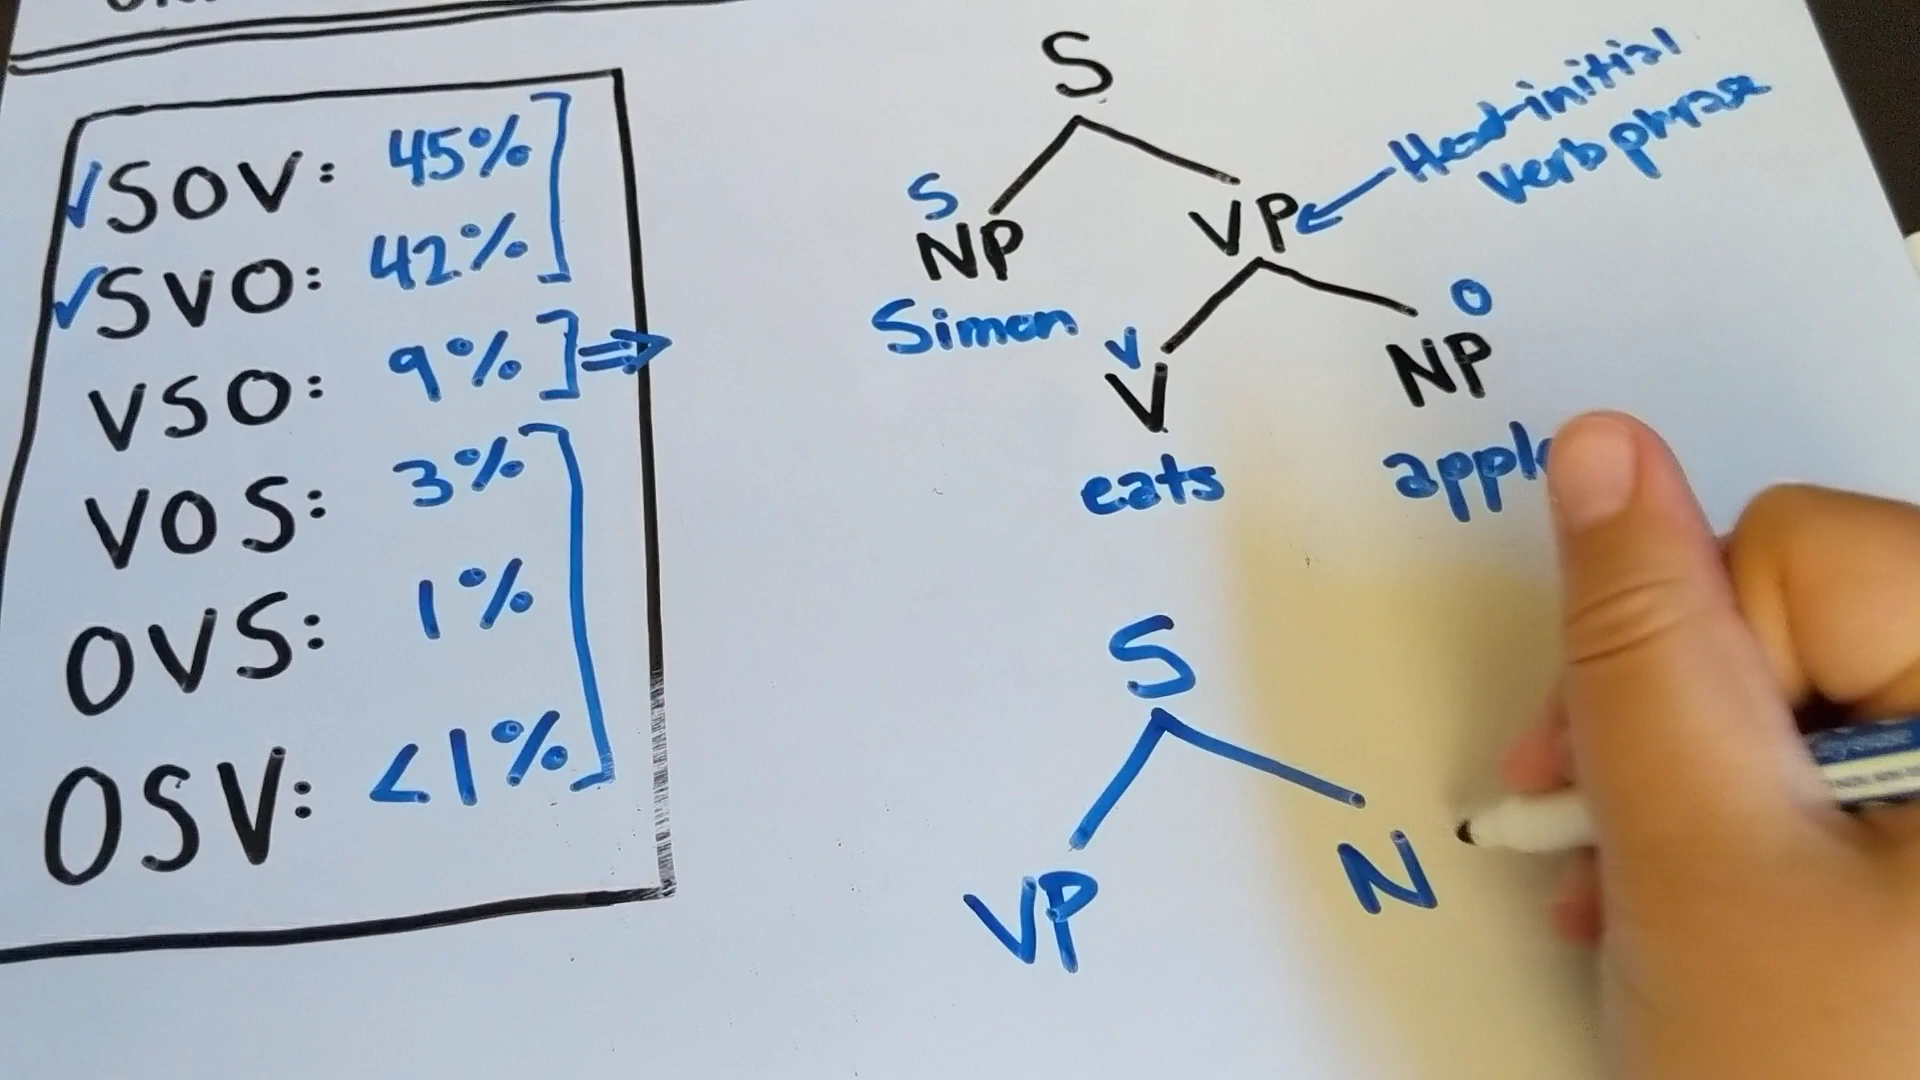 ✓SOV: 45%
✓SVO: 42%
VSO: 9% ⇒
VOS: 3%
OVS: 1%
OSV: <1%
S
S
NP
VP
Head-initial
verb phrase
Simon
V
V
O
NP
eats
apple
S
VP
N